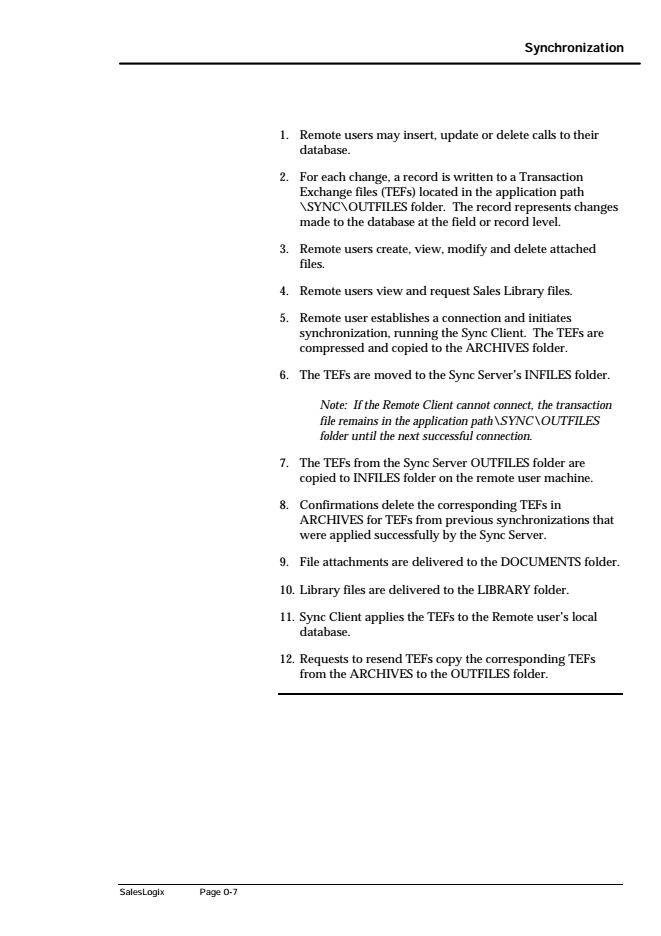 Synchronization
1. Remote users may insert, update or delete calls to their
database.
2. For each change, a record is written to a Transaction
Exchange files (TEFs) located in the application path
\SYNC\OUTFILES folder. The record represents changes
made to the database at the field or record level.
3. Remote users create, view, modify and delete attached
files.
4. Remote users view and request Sales Library files.
5. Remote user establishes a connection and initiates
synchronization, running the Sync Client. The TEFs are
compressed and copied to the ARCHIVES folder.
6. The TEFs are moved to the Sync Server's INFILES folder.
Note: If the Remote Client cannot connect, the transaction
file remains in the application path\SYNC\OUTFILES
folder until the next successful connection.
7. The TEFs from the Sync Server OUTFILES folder are
copied to INFILES folder on the remote user machine.
8. Confirmations delete the corresponding TEFs in
ARCHIVES for TEFs from previous synchronizations that
were applied successfully by the Sync Server.
9. File attachments are delivered to the DOCUMENTS folder.
10. Library files are delivered to the LIBRARY folder.
11. Sync Client applies the TEFs to the Remote user's local
database.
12. Requests to resend TEFs copy the corresponding TEFs
from the ARCHIVES to the OUTFILES folder.
SalesLogix Page 0-7